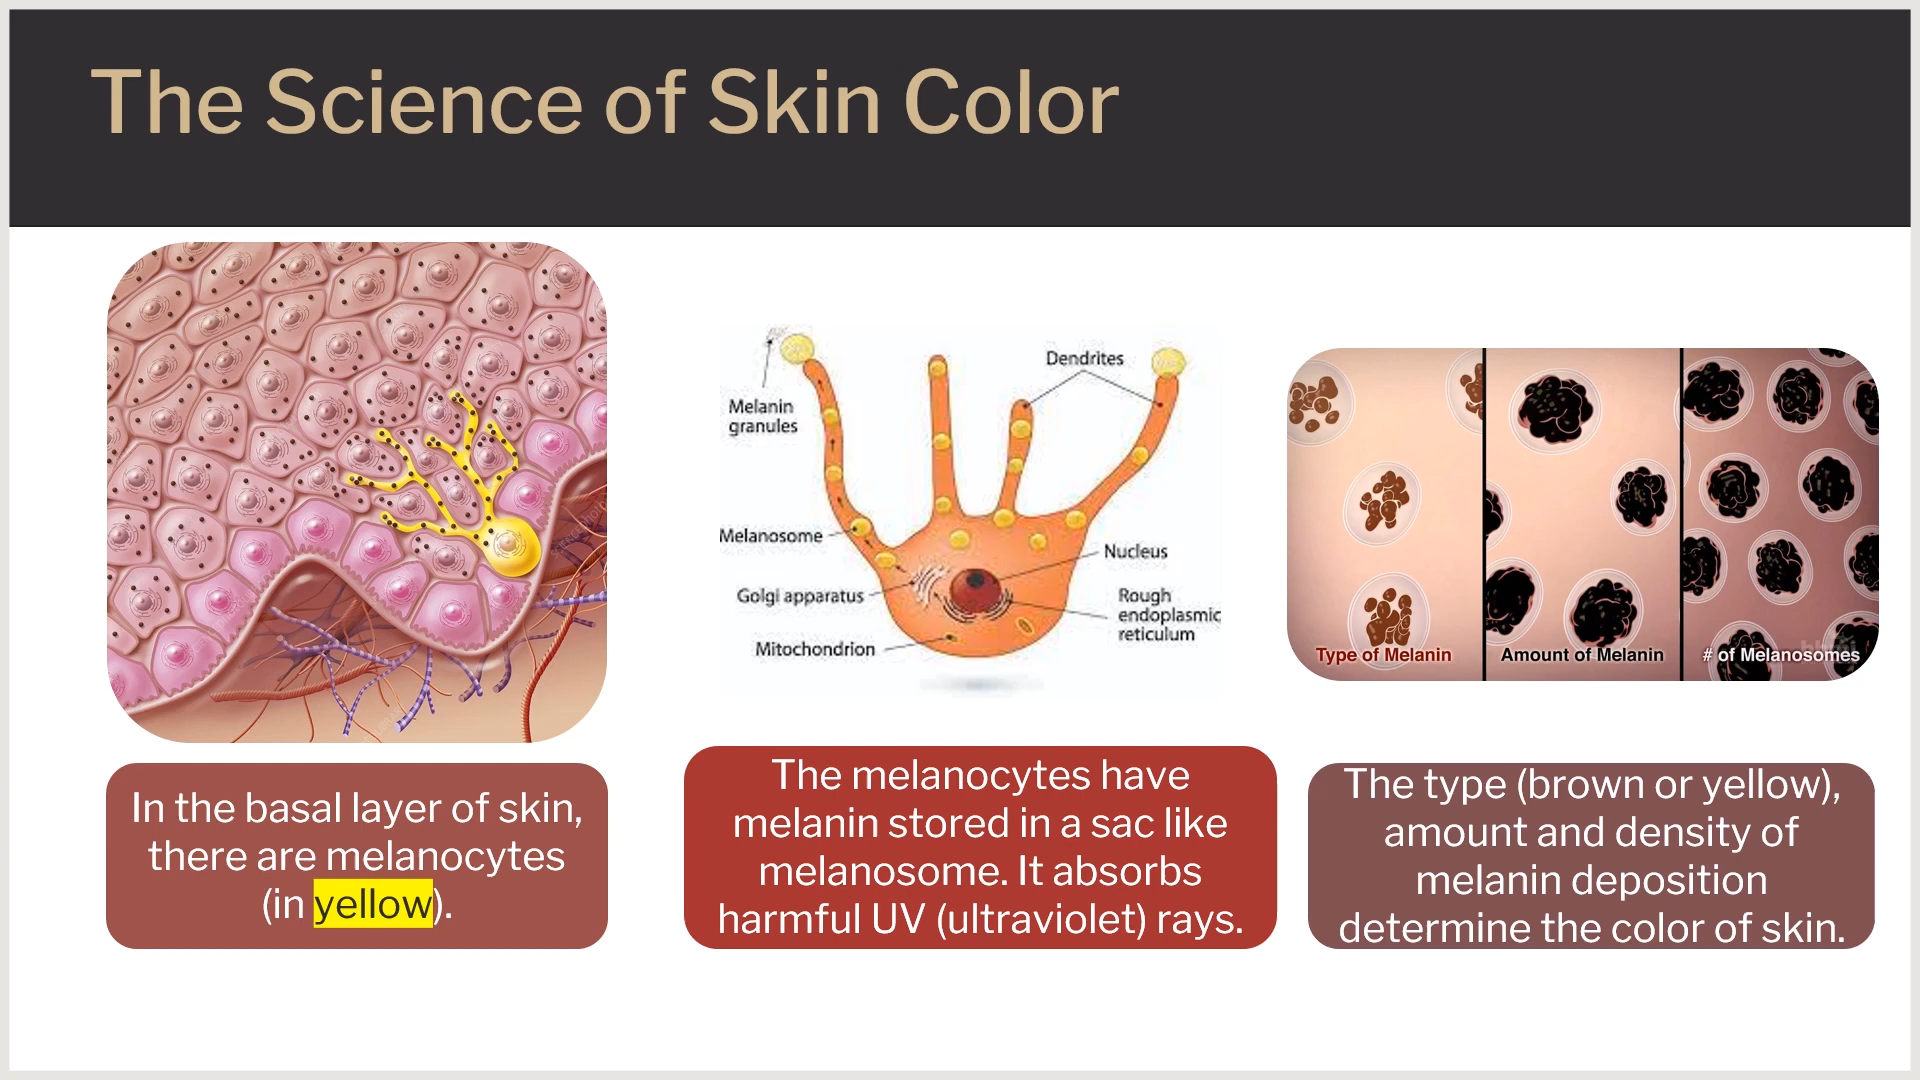 The Science of Skin Color
Melanin
granules
Dendrites
Melanosome
Nucleus
Golgi apparatus
Rough
endoplasmic
reticulum
Mitochondrion
Type of Melanin
Amount of Melanin
# of Melanosomes
In the basal layer of skin,
there are melanocytes
(in yellow).
The melanocytes have
melanin stored in a sac like
melanosome. It absorbs
harmful UV (ultraviolet) rays.
The type (brown or yellow),
amount and density of
melanin deposition
determine the color of skin.